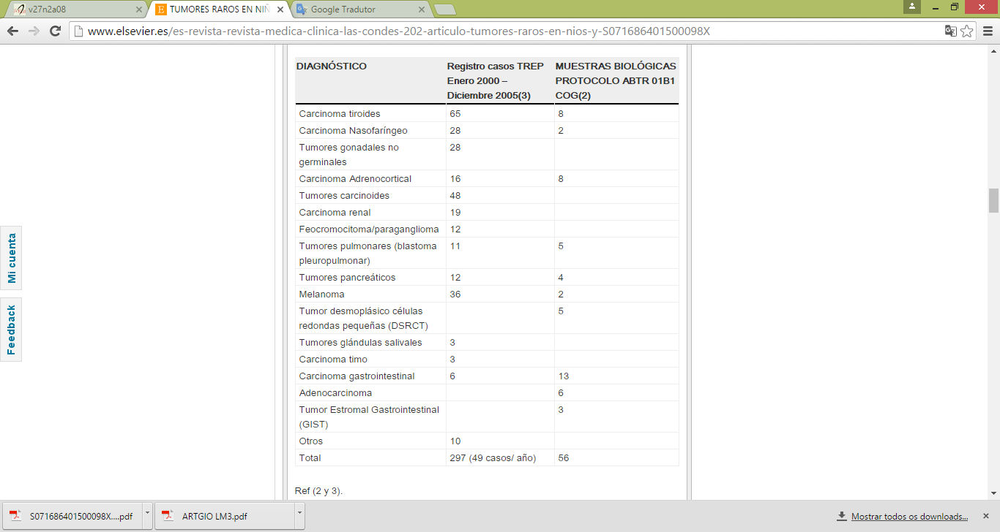 v27n2a08
TUMORES RAROS EN NIÑ
Google Tradutor
www.elsevier.es/es-revista-revista-medica-clinica-las-condes-202-articulo-tumores-raros-en-nios-y-S071686401500098X
DIAGNÓSTICO Registro casos TREP MUESTRAS BIOLÓGICAS
Enero 2000 – PROTOCOLO ABTR 01B1
Diciembre 2005(3) COG(2)
Carcinoma tiroides 65 8
Carcinoma Nasofaríngeo 28 2
Tumores gonadales no 28
germinales
Carcinoma Adrenocortical 16 8
Tumores carcinoides 48
Carcinoma renal 19
Feocromocitoma/paraganglioma 12
Tumores pulmonares (blastoma 11 5
pleuropulmonar)
Tumores pancreáticos 12 4
Melanoma 36 2
Tumor desmoplásico células 5
redondas pequeñas (DSRCT)
Tumores glándulas salivales 3
Carcinoma timo 3
Carcinoma gastrointestinal 6 13
Adenocarcinoma 6
Tumor Estromal Gastrointestinal 3
(GIST)
Otros 10
Total 297 (49 casos/ año) 56
Ref (2 y 3).
Mi cuenta
Feedback
S071686401500098X....pdf
ARTGIO LM3.pdf
Mostrar todos os downloads...